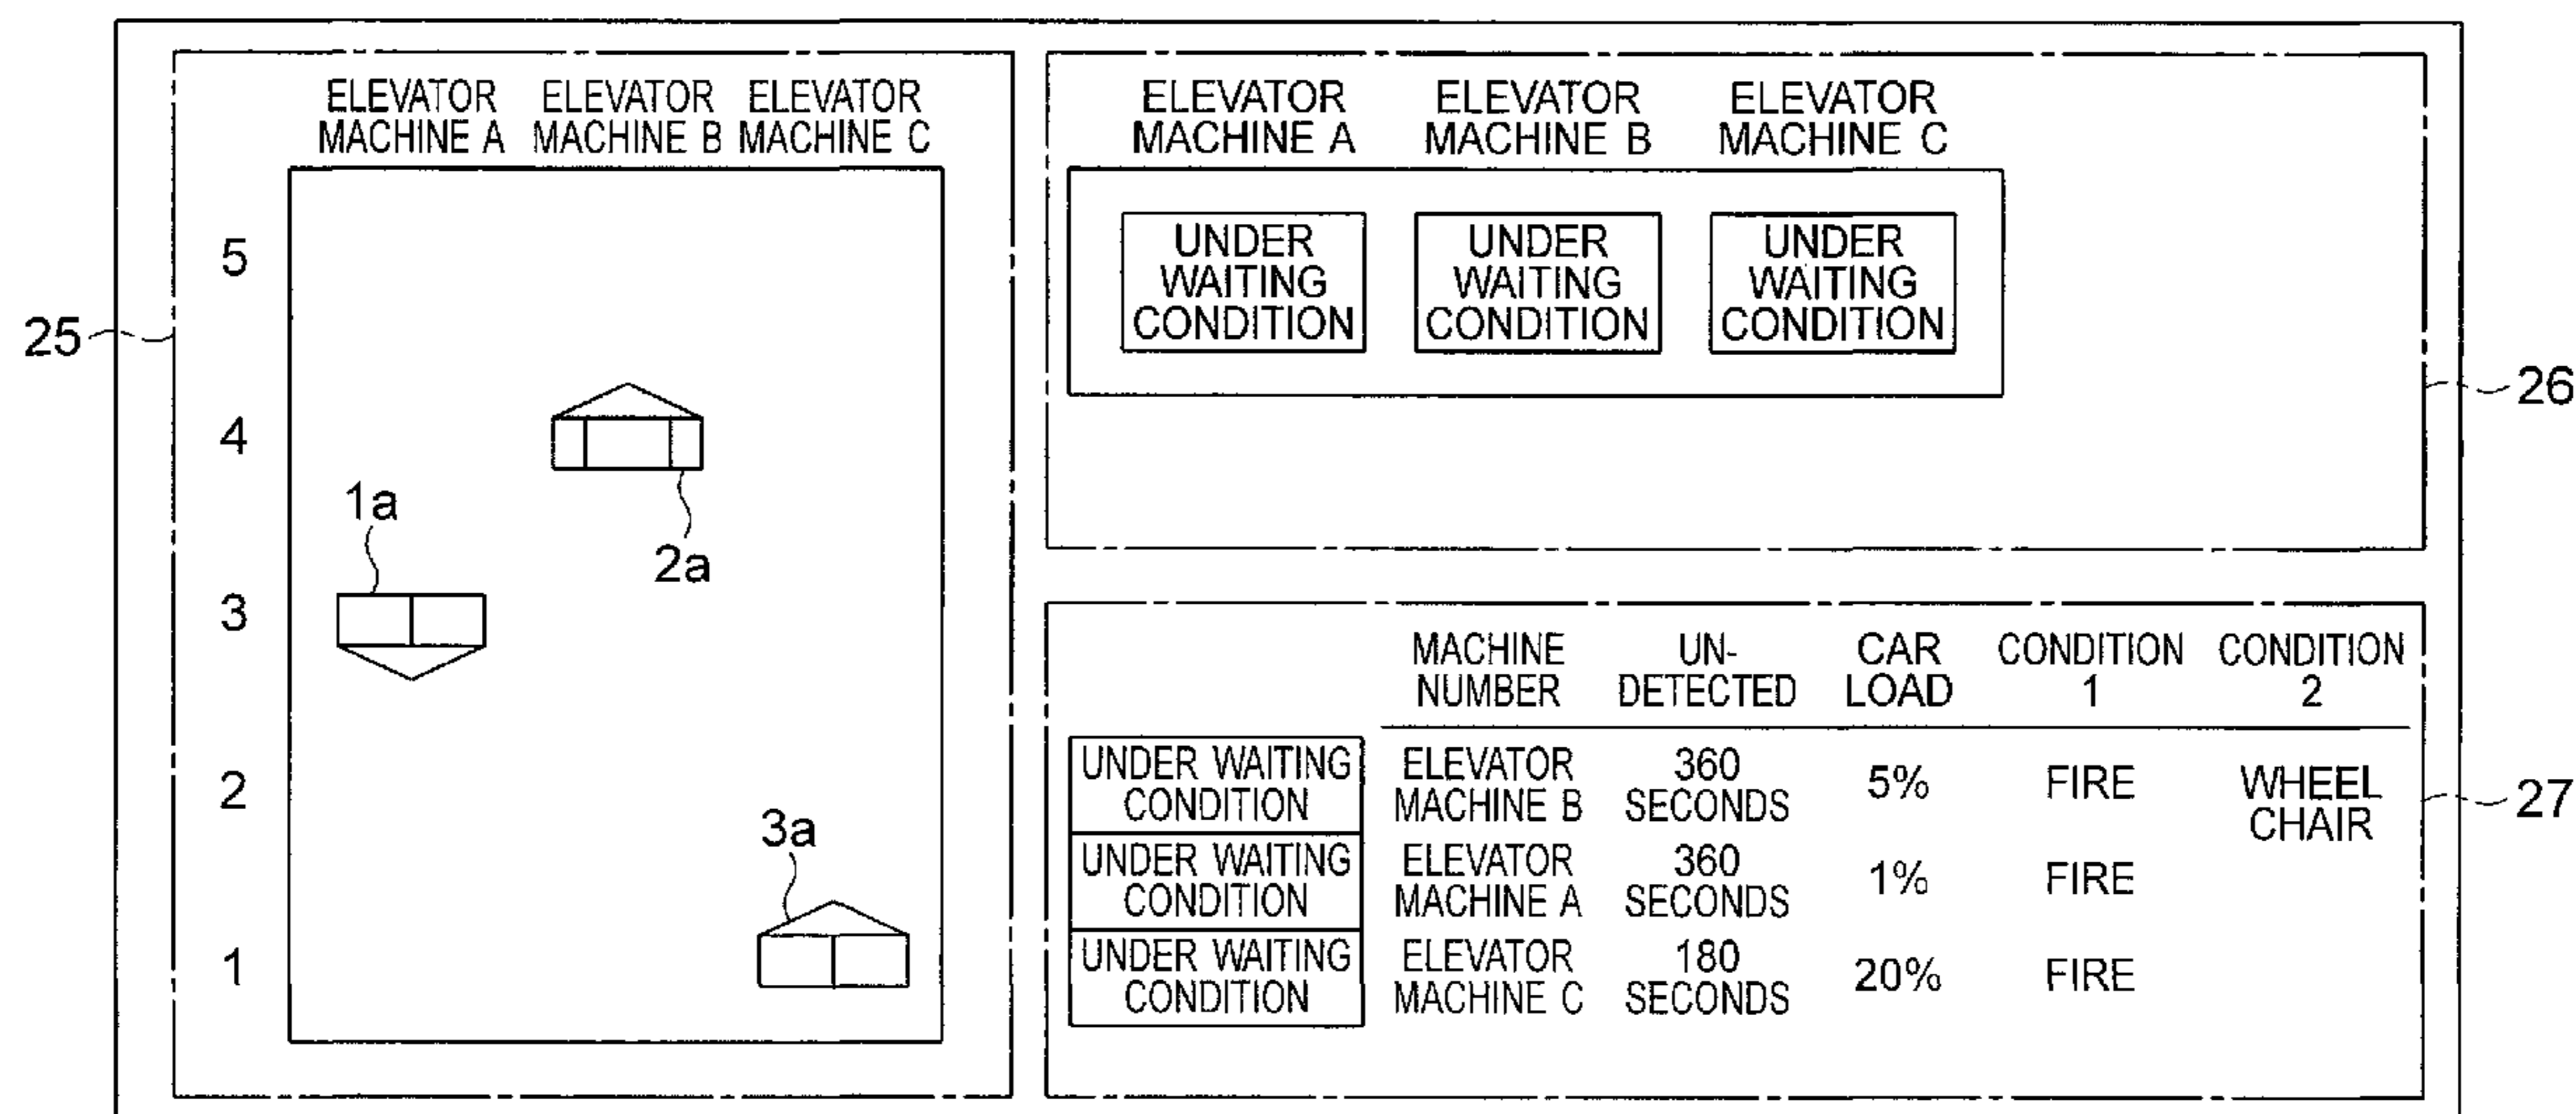 ELEVATOR MACHINE A
ELEVATOR MACHINE B
ELEVATOR MACHINE C
5
4
3
2
1
25
1a
2a
3a
ELEVATOR MACHINE A
ELEVATOR MACHINE B
ELEVATOR MACHINE C
UNDER WAITING CONDITION
UNDER WAITING CONDITION
UNDER WAITING CONDITION
26
MACHINE NUMBER UN-DETECTED CAR LOAD CONDITION 1 CONDITION 2
UNDER WAITING CONDITION ELEVATOR MACHINE B 360 SECONDS 5% FIRE WHEEL CHAIR
UNDER WAITING CONDITION ELEVATOR MACHINE A 360 SECONDS 1% FIRE
UNDER WAITING CONDITION ELEVATOR MACHINE C 180 SECONDS 20% FIRE
27